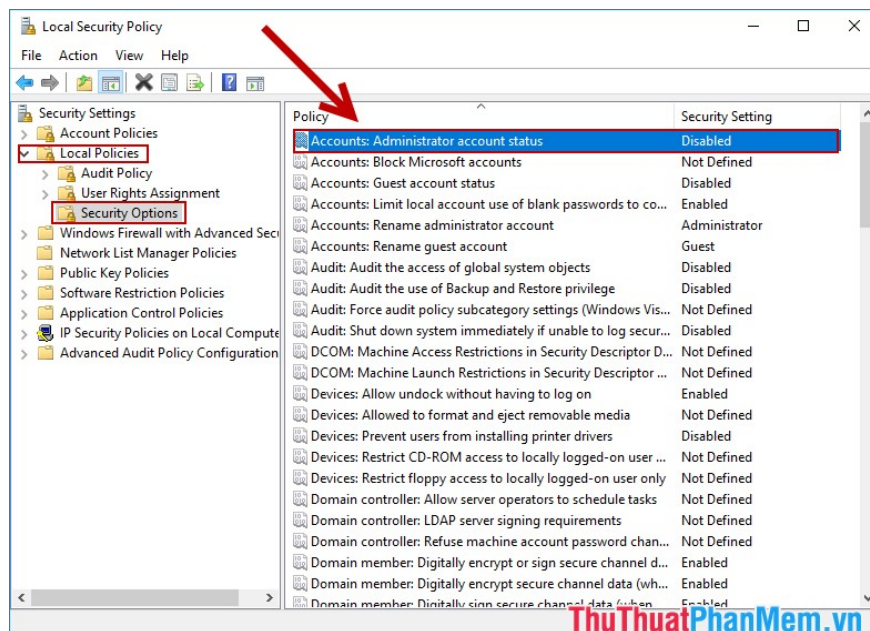 Local Security Policy
File Action View Help
Security Settings
Account Policies
Local Policies
Audit Policy
User Rights Assignment
Security Options
Windows Firewall with Advanced Secu
Network List Manager Policies
Public Key Policies
Software Restriction Policies
Application Control Policies
IP Security Policies on Local Compute
Advanced Audit Policy Configuration
Policy Security Setting
Accounts: Administrator account status Disabled
Accounts: Block Microsoft accounts Not Defined
Accounts: Guest account status Disabled
Accounts: Limit local account use of blank passwords to co... Enabled
Accounts: Rename administrator account Administrator
Accounts: Rename guest account Guest
Audit: Audit the access of global system objects Disabled
Audit: Audit the use of Backup and Restore privilege Disabled
Audit: Force audit policy subcategory settings (Windows Vis... Not Defined
Audit: Shut down system immediately if unable to log secur... Disabled
DCOM: Machine Access Restrictions in Security Descriptor D... Not Defined
DCOM: Machine Launch Restrictions in Security Descriptor ... Not Defined
Devices: Allow undock without having to log on Enabled
Devices: Allowed to format and eject removable media Not Defined
Devices: Prevent users from installing printer drivers Disabled
Devices: Restrict CD-ROM access to locally logged-on user ... Not Defined
Devices: Restrict floppy access to locally logged-on user only Not Defined
Domain controller: Allow server operators to schedule tasks Not Defined
Domain controller: LDAP server signing requirements Not Defined
Domain controller: Refuse machine account password chan... Not Defined
Domain member: Digitally encrypt or sign secure channel d... Enabled
Domain member: Digitally encrypt secure channel data (wh... Enabled
Domain member: Digitally sign secure channel data (when ... Enabled
ThuThuatPhanMem.vn